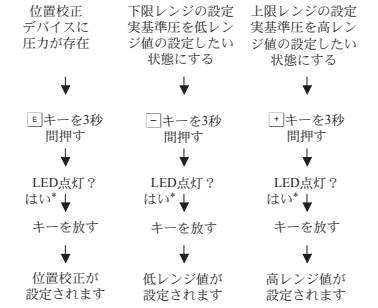 位置校正
デバイスに
圧力が存在
E キーを3秒
間押す
LED点灯？
はい*
キーを放す
位置校正が
設定されます
下限レンジの設定
実基準圧を低レン
ジ値の設定したい
状態にする
− キーを3秒
間押す
LED点灯？
はい*
キーを放す
低レンジ値が
設定されます
上限レンジの設定
実基準圧を高レン
ジ値の設定したい
状態にする
+ キーを3秒
間押す
LED点灯？
はい*
キーを放す
高レンジ値が
設定されます